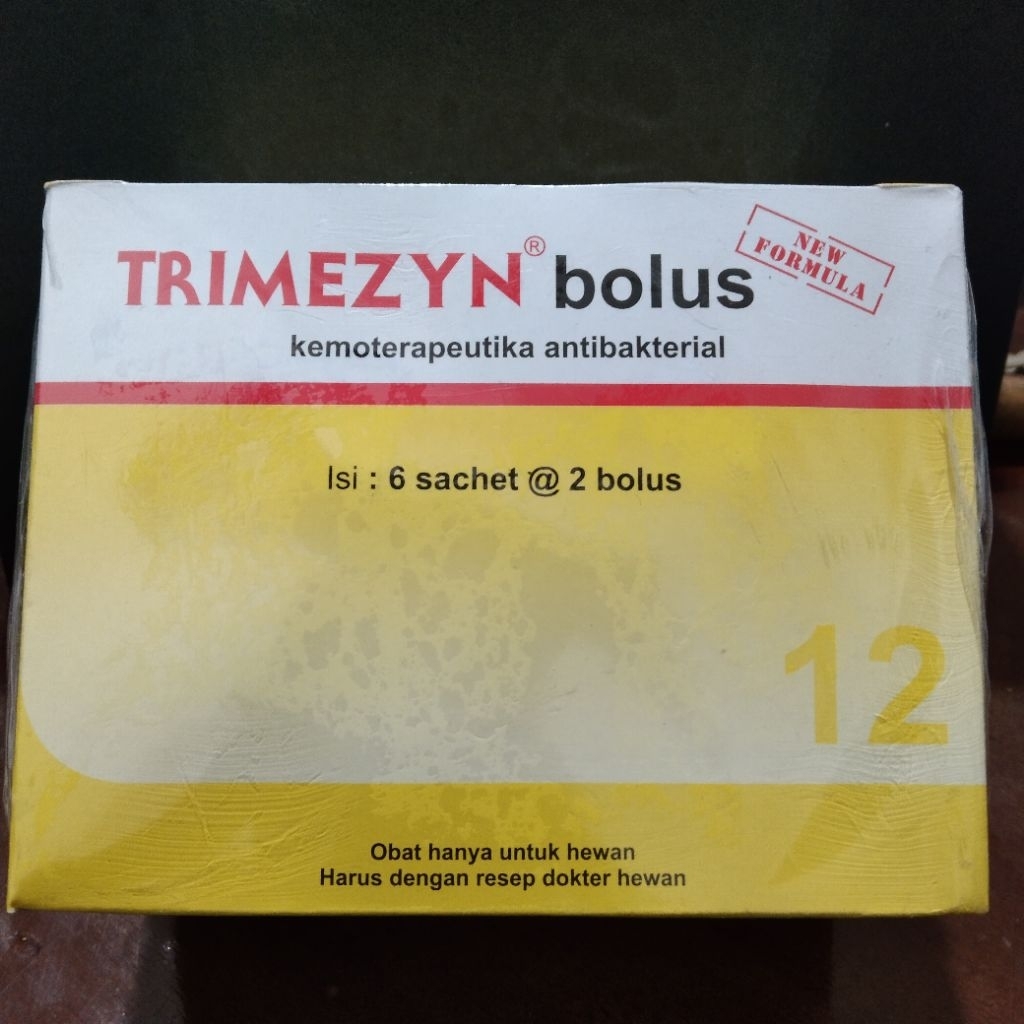 TRIMEZYN® bolus
NEW
FORMULA
kemoterapeutika antibakterial
Isi : 6 sachet @ 2 bolus
12
Obat hanya untuk hewan
Harus dengan resep dokter hewan